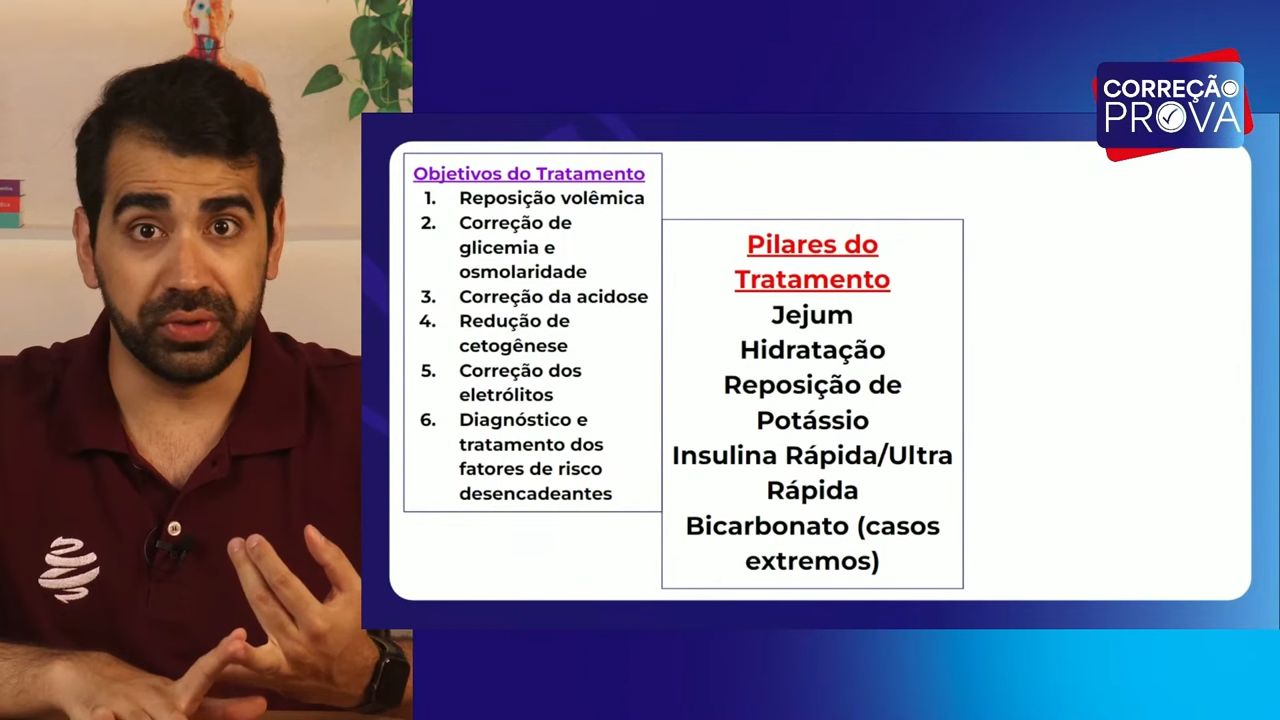 CORREÇÃO
PROVA
Objetivos do Tratamento
1. Reposição volêmica
2. Correção de
glicemia e
osmolaridade
3. Correção da acidose
4. Redução de
cetogênese
5. Correção dos
eletrólitos
6. Diagnóstico e
tratamento dos
fatores de risco
desencadeantes
Pilares do
Tratamento
Jejum
Hidratação
Reposição de
Potássio
Insulina Rápida/Ultra
Rápida
Bicarbonato (casos
extremos)